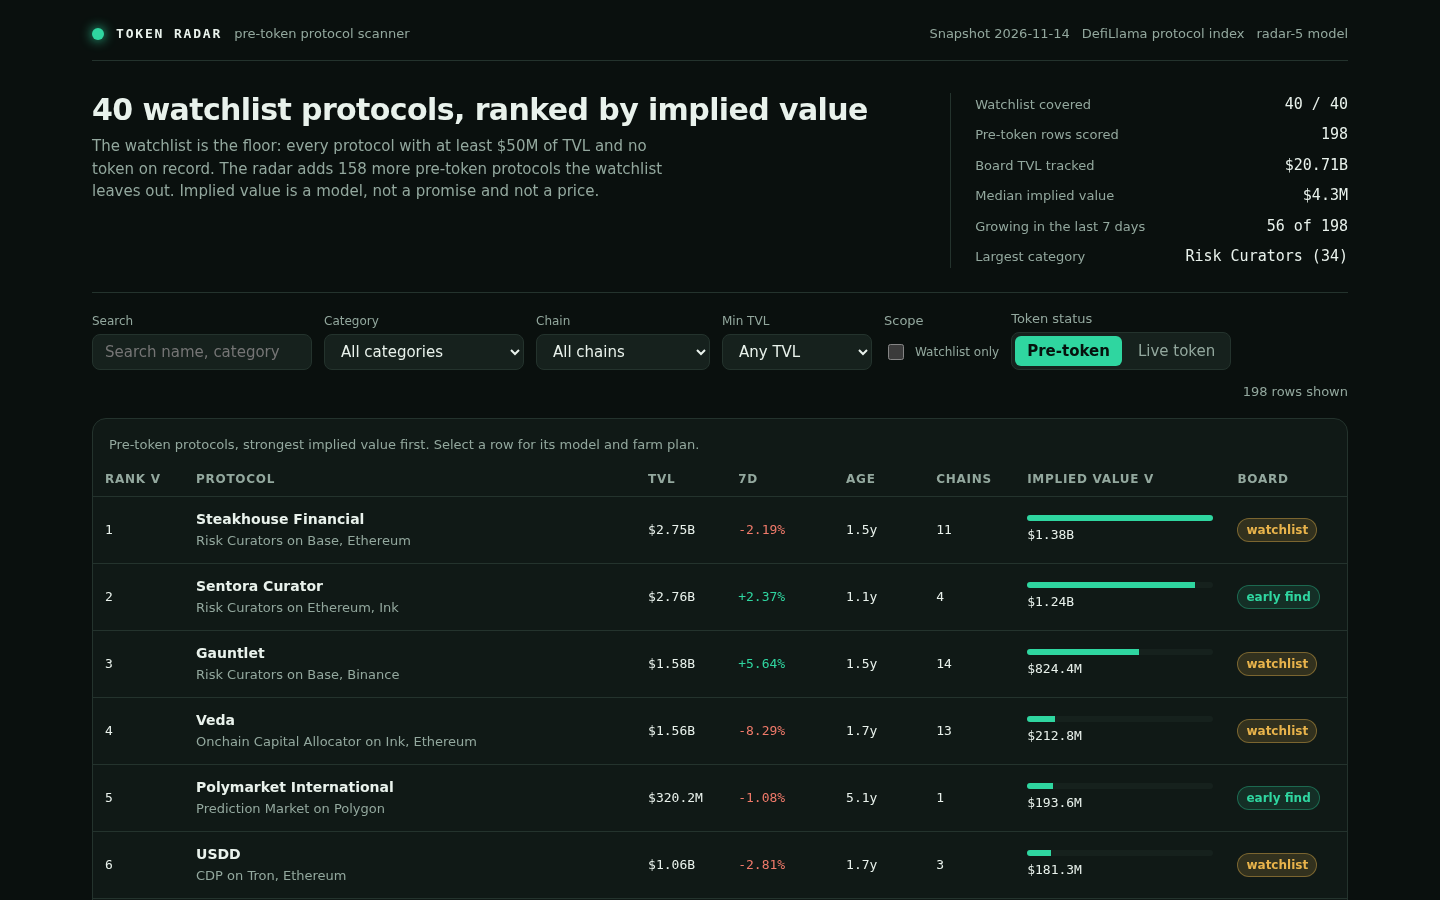 TOKEN RADAR pre-token protocol scanner
Snapshot 2026-11-14 DefiLlama protocol index radar-5 model
40 watchlist protocols, ranked by implied value
The watchlist is the floor: every protocol with at least $50M of TVL and no
token on record. The radar adds 158 more pre-token protocols the watchlist
leaves out. Implied value is a model, not a promise and not a price.
Watchlist covered 40 / 40
Pre-token rows scored 198
Board TVL tracked $20.71B
Median implied value $4.3M
Growing in the last 7 days 56 of 198
Largest category Risk Curators (34)
Search Category Chain Min TVL Scope Token status
Search name, category All categories All chains Any TVL Watchlist only Pre-token Live token
198 rows shown
Pre-token protocols, strongest implied value first. Select a row for its model and farm plan.
RANK V PROTOCOL TVL 7D AGE CHAINS IMPLIED VALUE V BOARD
1 Steakhouse Financial $2.75B -2.19% 1.5y 11 $1.38B watchlist
Risk Curators on Base, Ethereum
2 Sentora Curator $2.76B +2.37% 1.1y 4 $1.24B early find
Risk Curators on Ethereum, Ink
3 Gauntlet $1.58B +5.64% 1.5y 14 $824.4M watchlist
Risk Curators on Base, Binance
4 Veda $1.56B -8.29% 1.7y 13 $212.8M watchlist
Onchain Capital Allocator on Ink, Ethereum
5 Polymarket International $320.2M -1.08% 5.1y 1 $193.6M early find
Prediction Market on Polygon
6 USDD $1.06B -2.81% 1.7y 3 $181.3M watchlist
CDP on Tron, Ethereum